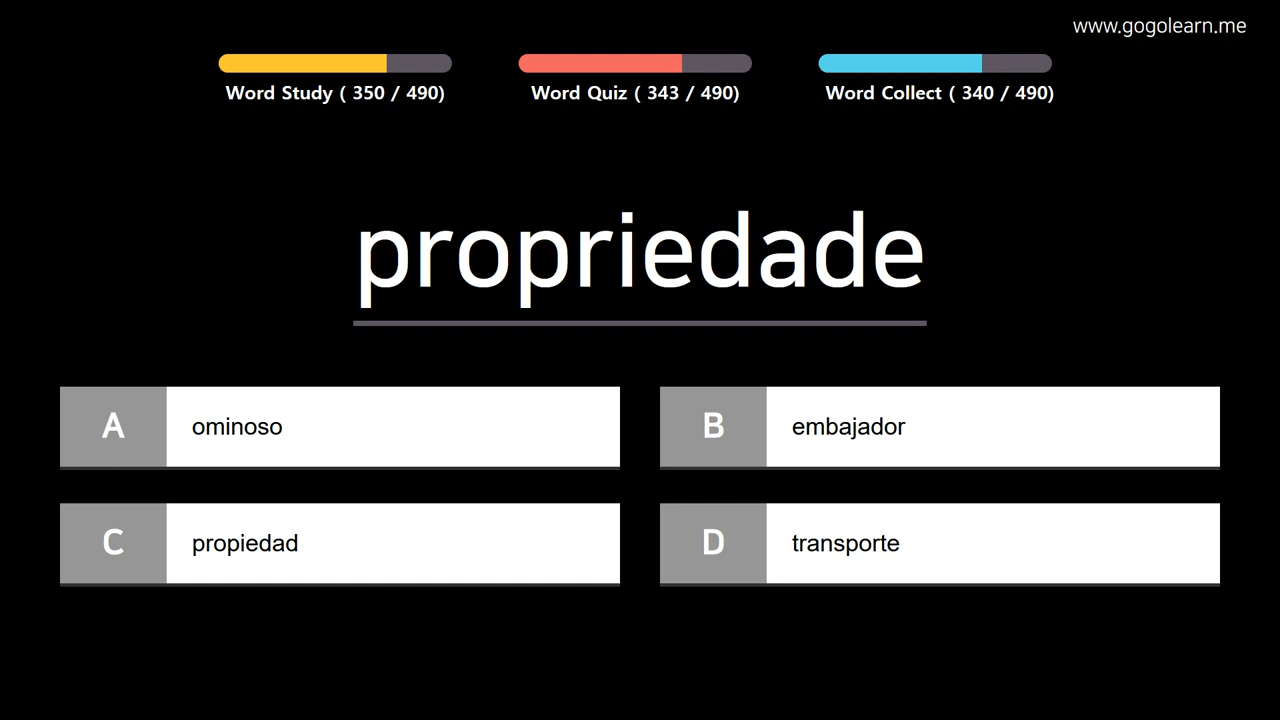 www.gogolearn.me
Word Study ( 350 / 490)
Word Quiz ( 343 / 490)
Word Collect ( 340 / 490)
propriedade
A
ominoso
B
embajador
C
propiedad
D
transporte